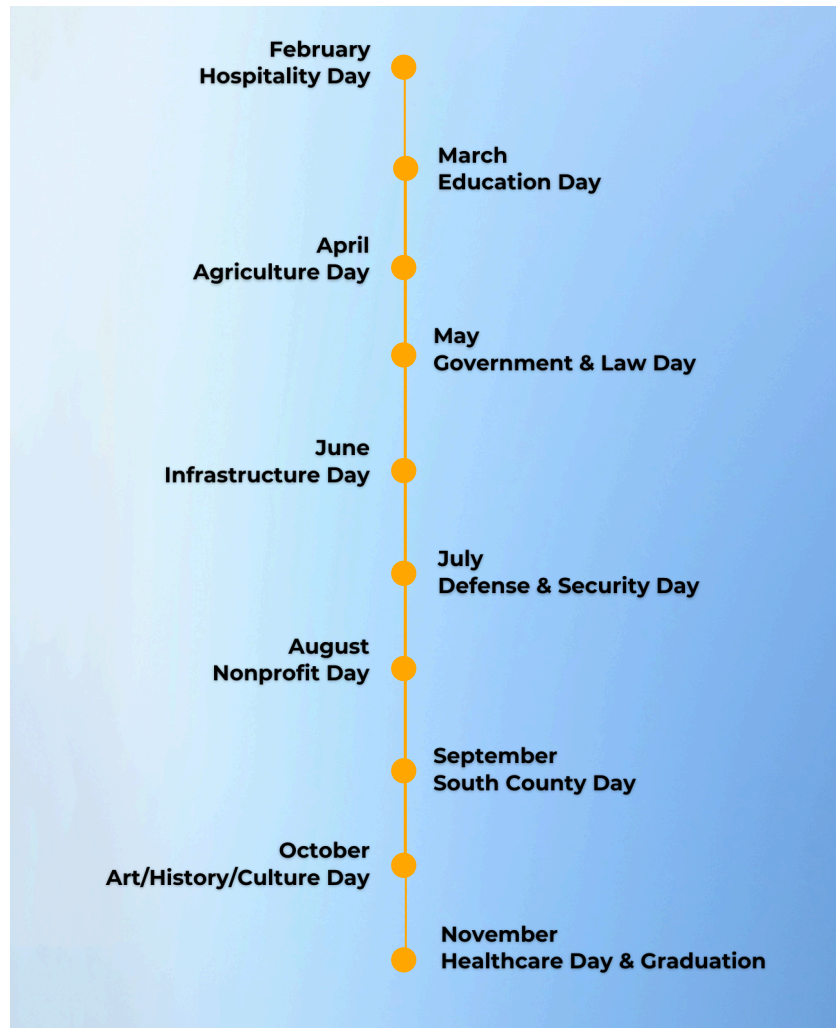 February
Hospitality Day
March
Education Day
April
Agriculture Day
May
Government & Law Day
June
Infrastructure Day
July
Defense & Security Day
August
Nonprofit Day
September
South County Day
October
Art/History/Culture Day
November
Healthcare Day & Graduation